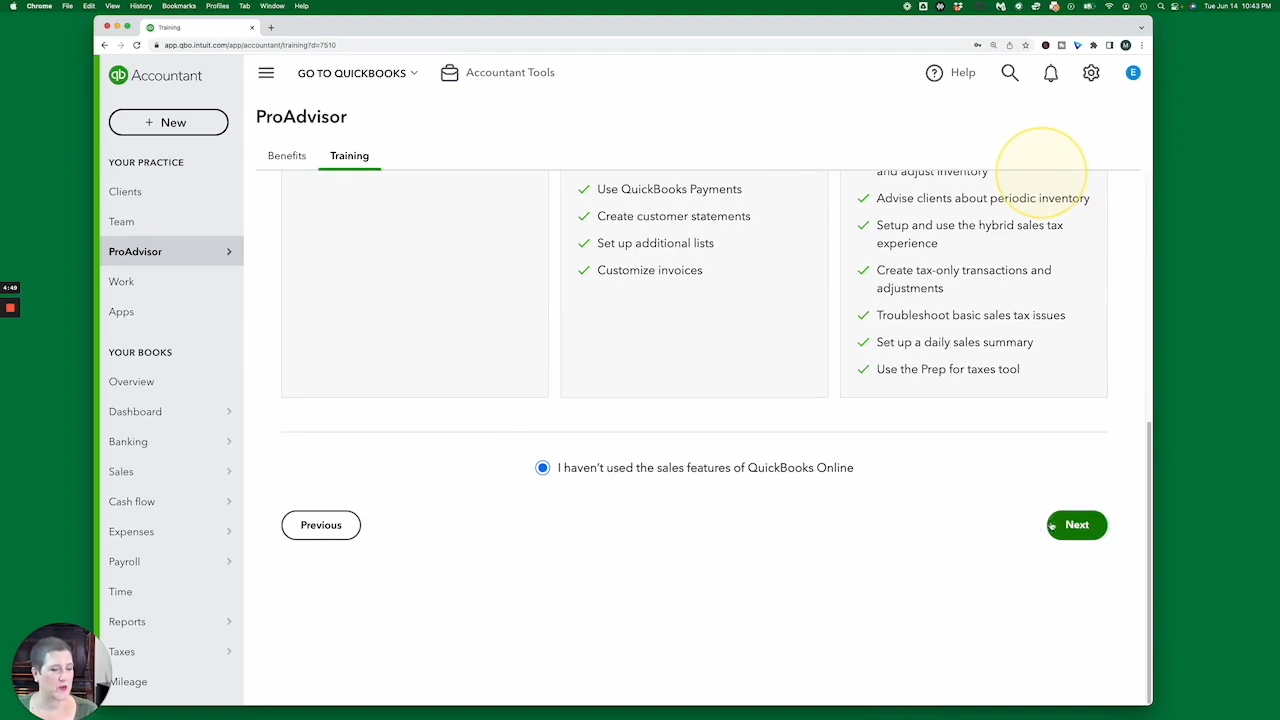 Chrome File Edit View History Bookmarks Profiles Tab Window Help Tue Jun 14 10:43 PM
Training
app.qbo.intuit.com/app/accountant/training?d=7510
M
qb Accountant
GO TO QUICKBOOKS
Accountant Tools
Help
E
+ New
ProAdvisor
Benefits
Training
YOUR PRACTICE
Clients
Team
ProAdvisor
Work
Apps
YOUR BOOKS
Overview
Dashboard
Banking
Sales
Cash flow
Expenses
Payroll
Time
Reports
Taxes
Mileage
4:49
Use QuickBooks Payments
Create customer statements
Set up additional lists
Customize invoices
and adjust inventory
Advise clients about periodic inventory
Setup and use the hybrid sales tax
experience
Create tax-only transactions and
adjustments
Troubleshoot basic sales tax issues
Set up a daily sales summary
Use the Prep for taxes tool
I haven't used the sales features of QuickBooks Online
Previous
Next